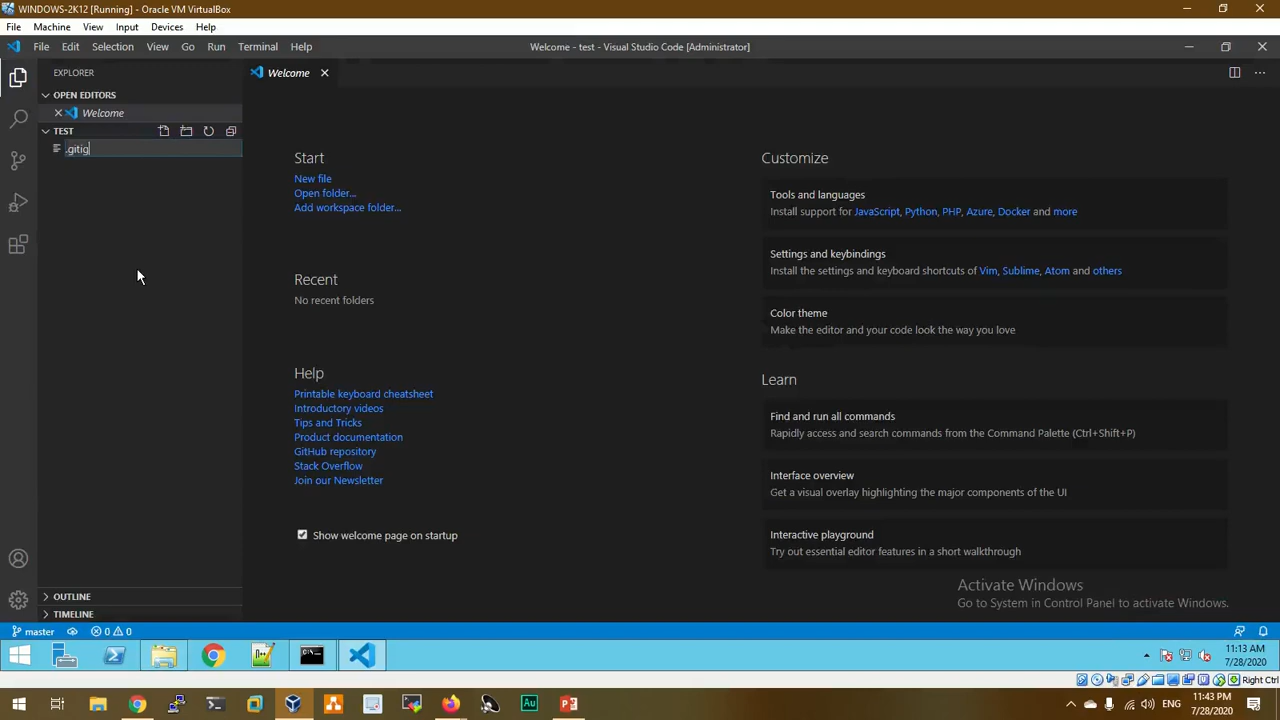 WINDOWS-2K12 [Running] - Oracle VM VirtualBox
File Machine View Input Devices Help
File Edit Selection View Go Run Terminal Help
Welcome - test - Visual Studio Code [Administrator]
EXPLORER
OPEN EDITORS
Welcome
TEST
.gitig
Welcome
Start
New file
Open folder...
Add workspace folder...
Recent
No recent folders
Help
Printable keyboard cheatsheet
Introductory videos
Tips and Tricks
Product documentation
GitHub repository
Stack Overflow
Join our Newsletter
Show welcome page on startup
Customize
Tools and languages
Install support for JavaScript, Python, PHP, Azure, Docker and more
Settings and keybindings
Install the settings and keyboard shortcuts of Vim, Sublime, Atom and others
Color theme
Make the editor and your code look the way you love
Learn
Find and run all commands
Rapidly access and search commands from the Command Palette (Ctrl+Shift+P)
Interface overview
Get a visual overlay highlighting the major components of the UI
Interactive playground
Try out essential editor features in a short walkthrough
Activate Windows
Go to System in Control Panel to activate Windows.
OUTLINE
TIMELINE
master 0 0
11:13 AM
7/28/2020
Right Ctrl
Au
ENG
11:43 PM
7/28/2020